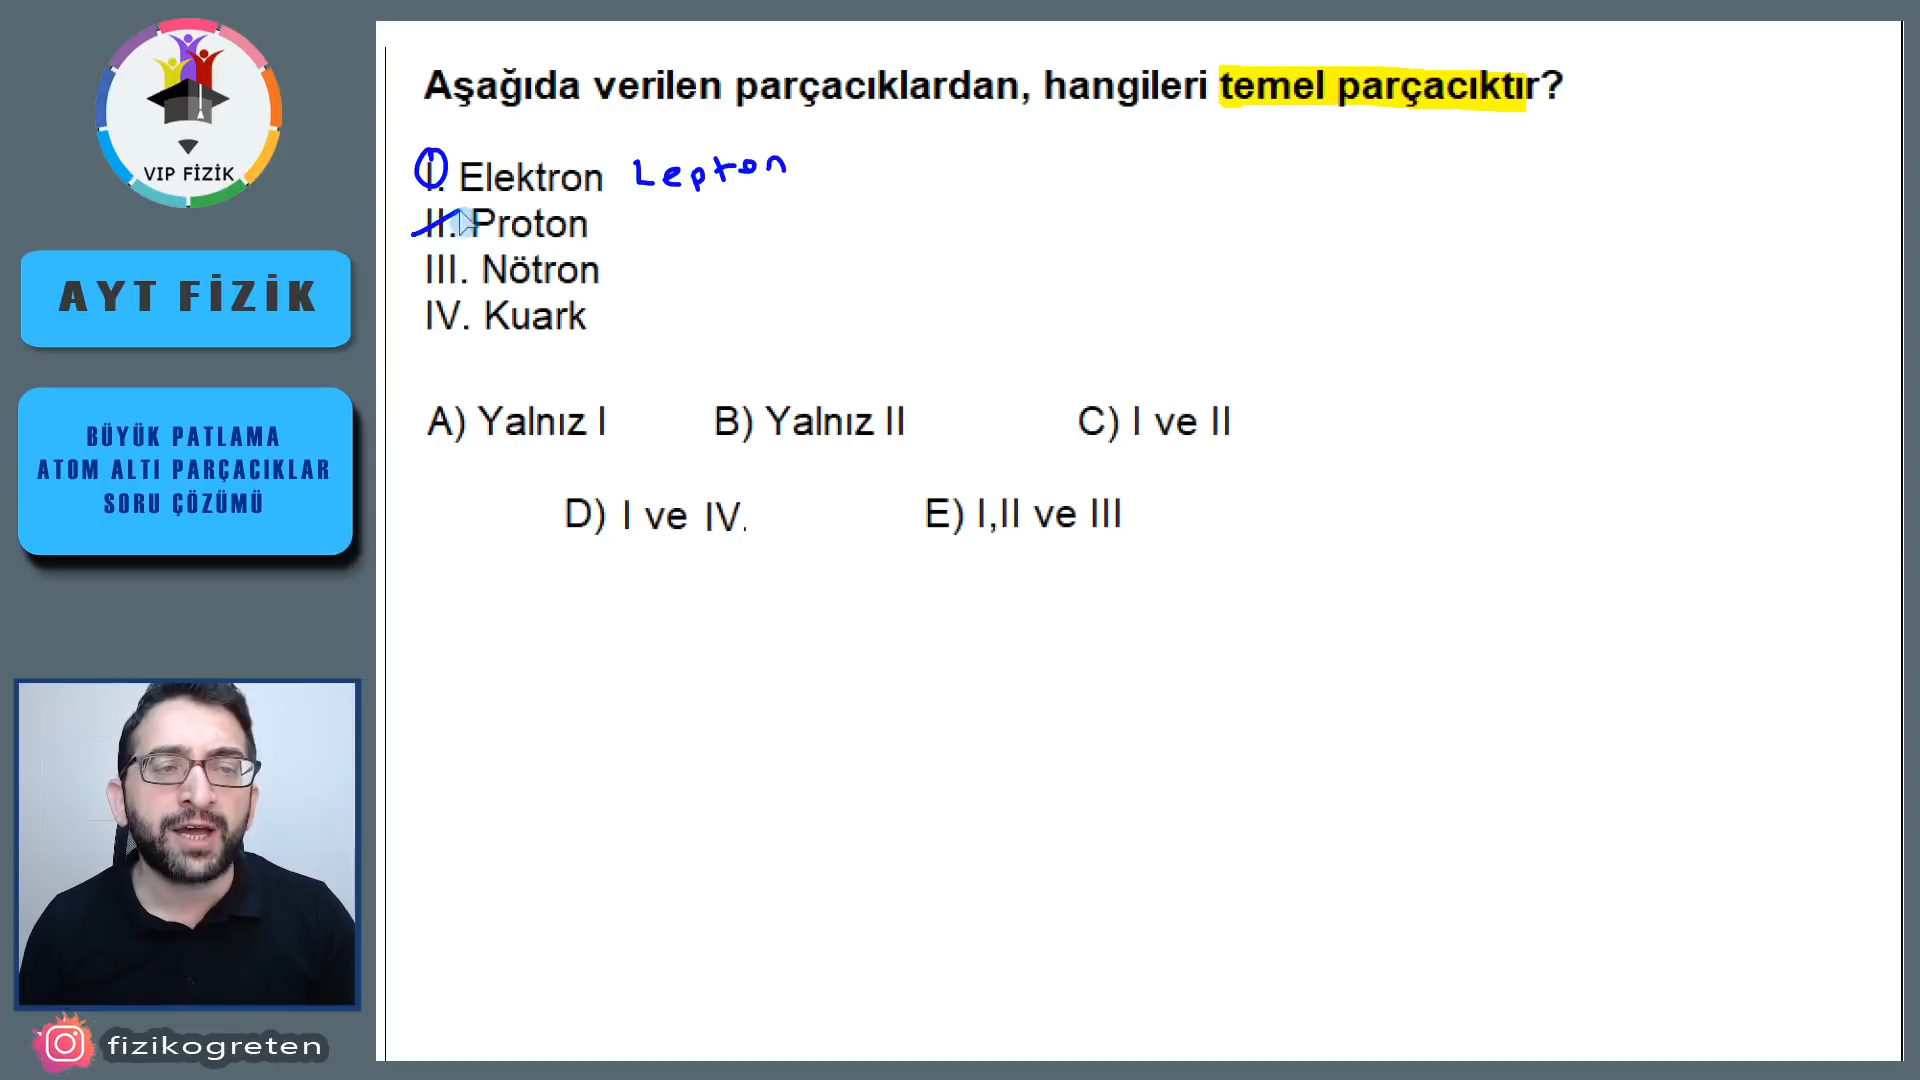 VIP FİZİK
AYT FİZİK
BÜYÜK PATLAMA
ATOM ALTI PARÇACIKLAR
SORU ÇÖZÜMÜ
fizikogreten
Aşağıda verilen parçacıklardan, hangileri temel parçacıktır?
I. Elektron Lepton
II. Proton
III. Nötron
IV. Kuark
A) Yalnız I B) Yalnız II C) I ve II
D) I ve IV. E) I,II ve III